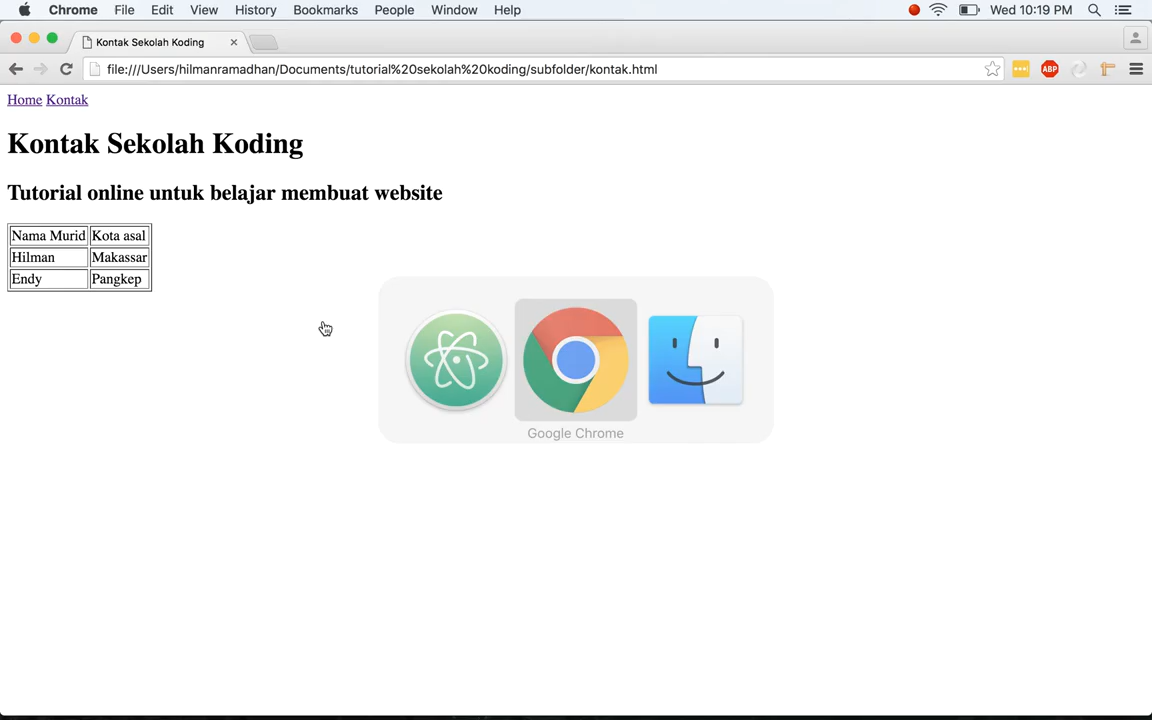 Chrome File Edit View History Bookmarks People Window Help Wed 10:19 PM
Kontak Sekolah Koding
file:///Users/hilmanramadhan/Documents/tutorial%20sekolah%20koding/subfolder/kontak.html
ABP
Home Kontak
Kontak Sekolah Koding
Tutorial online untuk belajar membuat website
Nama Murid Kota asal
Hilman Makassar
Endy Pangkep
Google Chrome